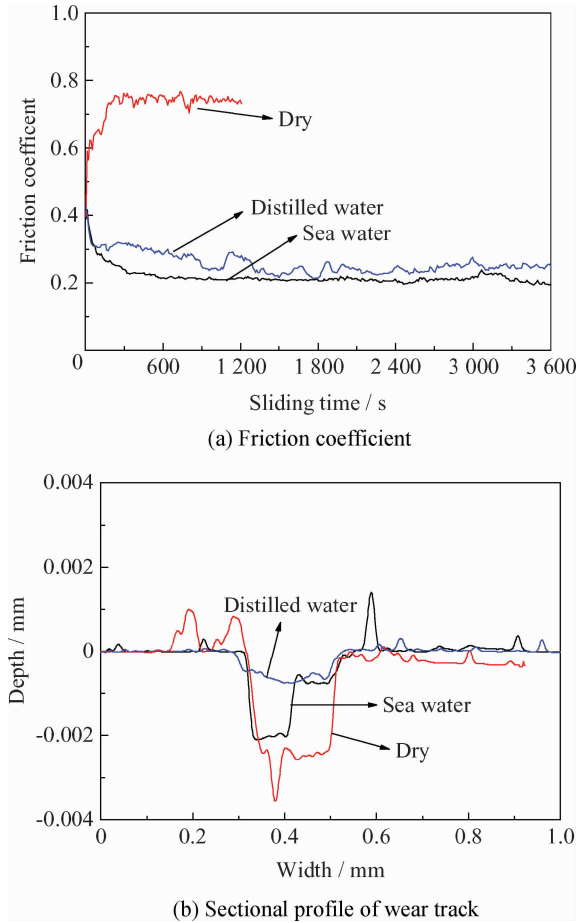 1.0
0.8
0.6
0.4
0.2
0
Friction coefficent
Dry
Distilled water
Sea water
600 1 200 1 800 2 400 3 000 3 600
Sliding time / s
(a) Friction coefficient
0.004
0.002
0
-0.002
-0.004
Depth / mm
Distilled water
Sea water
Dry
0 0.2 0.4 0.6 0.8 1.0
Width / mm
(b) Sectional profile of wear track